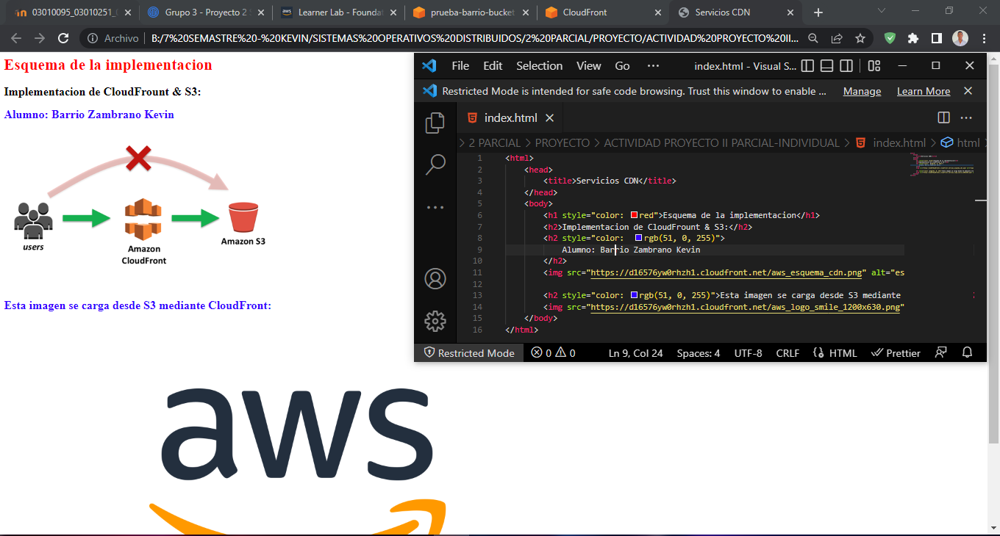 03010095_03010251_
Grupo 3 - Proyecto 2
Learner Lab - Founda
prueba-barrio-bucket
CloudFront
Servicios CDN
Archivo
B:/7%20SEMASTRE%20-%20KEVIN/SISTEMAS%20OPERATIVOS%20DISTRIBUIDOS/2%20PARCIAL/PROYECTO/ACTIVIDAD%20PROYECTO%20II...
Esquema de la implementacion
Implementacion de CloudFrount & S3:
Alumno: Barrio Zambrano Kevin
users
Amazon
CloudFront
Amazon S3
Esta imagen se carga desde S3 mediante CloudFront:
aws
File Edit Selection View Go ··· index.html - Visual S...
Restricted Mode is intended for safe code browsing. Trust this window to enable ... Manage Learn More
index.html
> 2 PARCIAL > PROYECTO > ACTIVIDAD PROYECTO II PARCIAL-INDIVIDUAL > index.html > html
1 <html>
2 <head>
3 <title>Servicios CDN</title>
4 </head>
5 <body>
6 <h1 style="color: red">Esquema de la implementacion</h1>
7 <h2>Implementacion de CloudFrount & S3:</h2>
8 <h2 style="color: rgb(51, 0, 255)">
9 Alumno: Barrio Zambrano Kevin
10 </h2>
11 <img src="https://d16576yw0rhzh1.cloudfront.net/aws_esquema_cdn.png" alt="es
12
13 <h2 style="color: rgb(51, 0, 255)">Esta imagen se carga desde S3 mediante
14 <img src="https://d16576yw0rhzh1.cloudfront.net/aws_logo_smile_1200x630.png"
15 </body>
16 </html>
Restricted Mode 0 0 Ln 9, Col 24 Spaces: 4 UTF-8 CRLF HTML Prettier